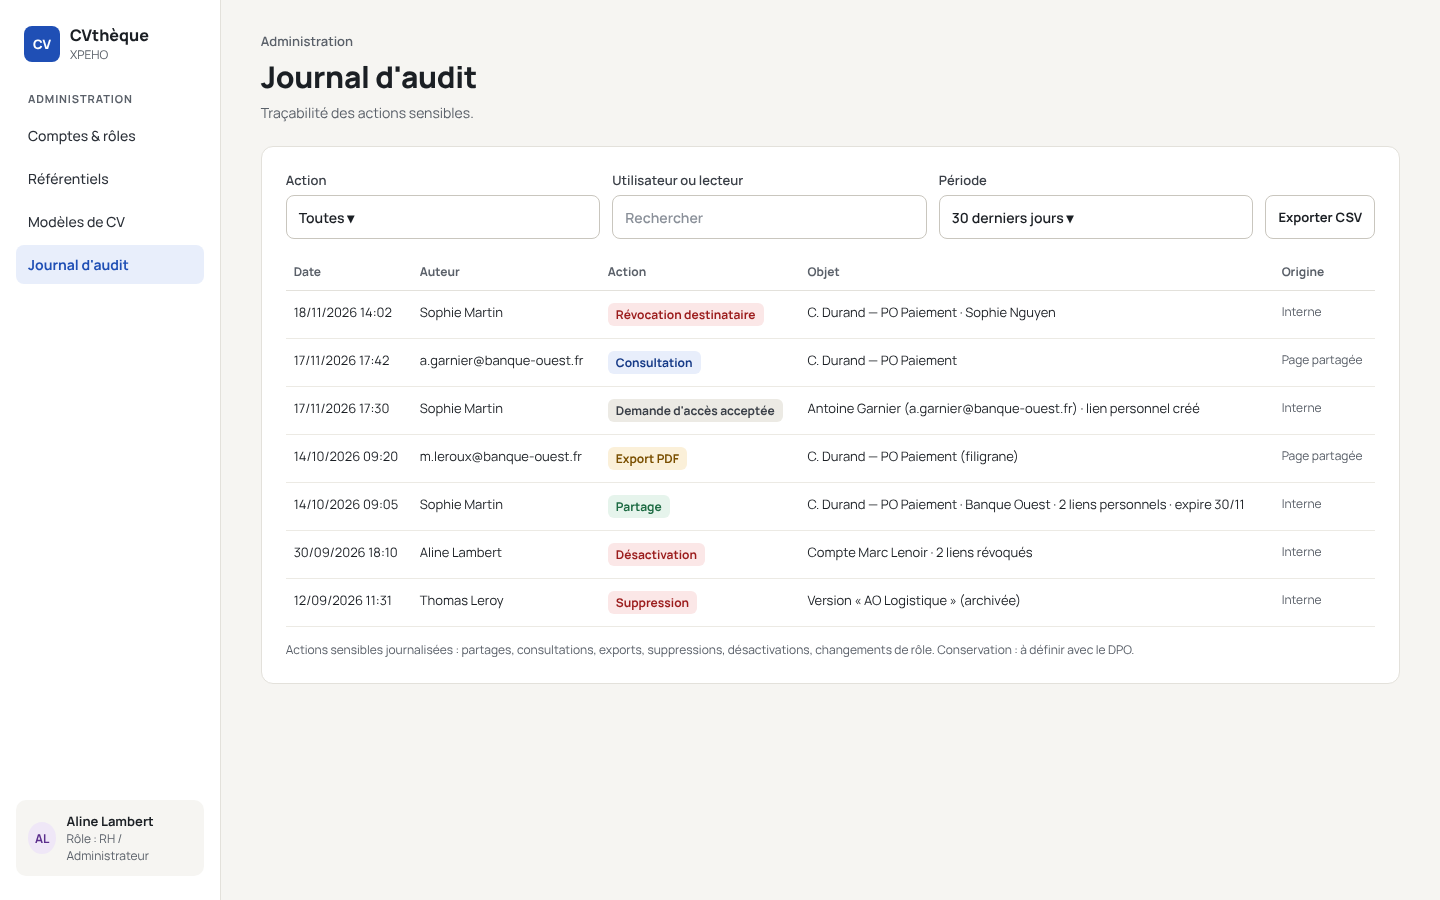 CV
CVthèque
XPEHO
ADMINISTRATION
Comptes & rôles
Référentiels
Modèles de CV
Journal d'audit
AL
Aline Lambert
Rôle : RH /
Administrateur
Administration
Journal d'audit
Traçabilité des actions sensibles.
Action
Utilisateur ou lecteur
Période
Toutes ▾
Rechercher
30 derniers jours ▾
Exporter CSV
Date Auteur Action Objet Origine
18/11/2026 14:02 Sophie Martin Révocation destinataire C. Durand — PO Paiement · Sophie Nguyen Interne
17/11/2026 17:42 a.garnier@banque-ouest.fr Consultation C. Durand — PO Paiement Page partagée
17/11/2026 17:30 Sophie Martin Demande d'accès acceptée Antoine Garnier (a.garnier@banque-ouest.fr) · lien personnel créé Interne
14/10/2026 09:20 m.leroux@banque-ouest.fr Export PDF C. Durand — PO Paiement (filigrane) Page partagée
14/10/2026 09:05 Sophie Martin Partage C. Durand — PO Paiement · Banque Ouest · 2 liens personnels · expire 30/11 Interne
30/09/2026 18:10 Aline Lambert Désactivation Compte Marc Lenoir · 2 liens révoqués Interne
12/09/2026 11:31 Thomas Leroy Suppression Version « AO Logistique » (archivée) Interne
Actions sensibles journalisées : partages, consultations, exports, suppressions, désactivations, changements de rôle. Conservation : à définir avec le DPO.